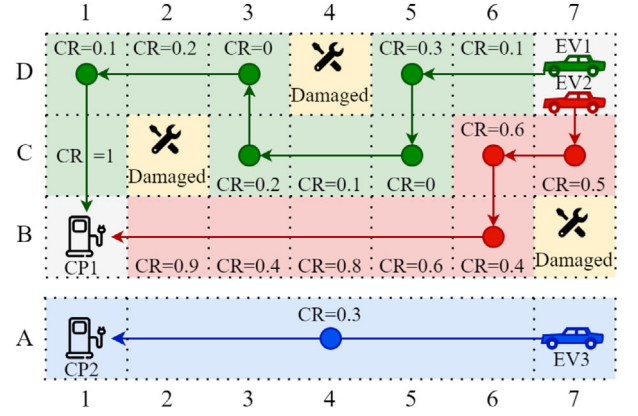 1 2 3 4 5 6 7
D CR=0.1 CR=0.2 CR=0 CR=0.3 CR=0.1 EV1
Damaged EV2
C CR=0.6
CR =1 Damaged
CR=0.2 CR=0.1 CR=0 CR=0.5
B
CP1 CR=0.9 CR=0.4 CR=0.8 CR=0.6 CR=0.4 Damaged
CR=0.3
A
CP2 EV3
1 2 3 4 5 6 7